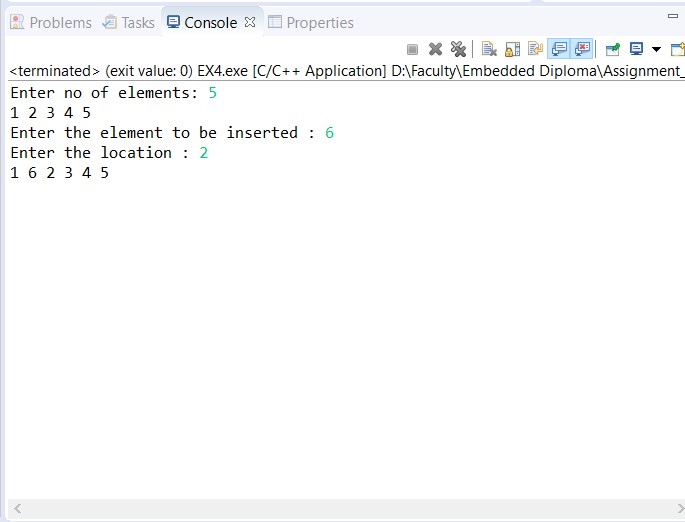 Problems Tasks Console Properties
<terminated> (exit value: 0) EX4.exe [C/C++ Application] D:\Faculty\Embedded Diploma\Assignment_
Enter no of elements: 5
1 2 3 4 5
Enter the element to be inserted : 6
Enter the location : 2
1 6 2 3 4 5